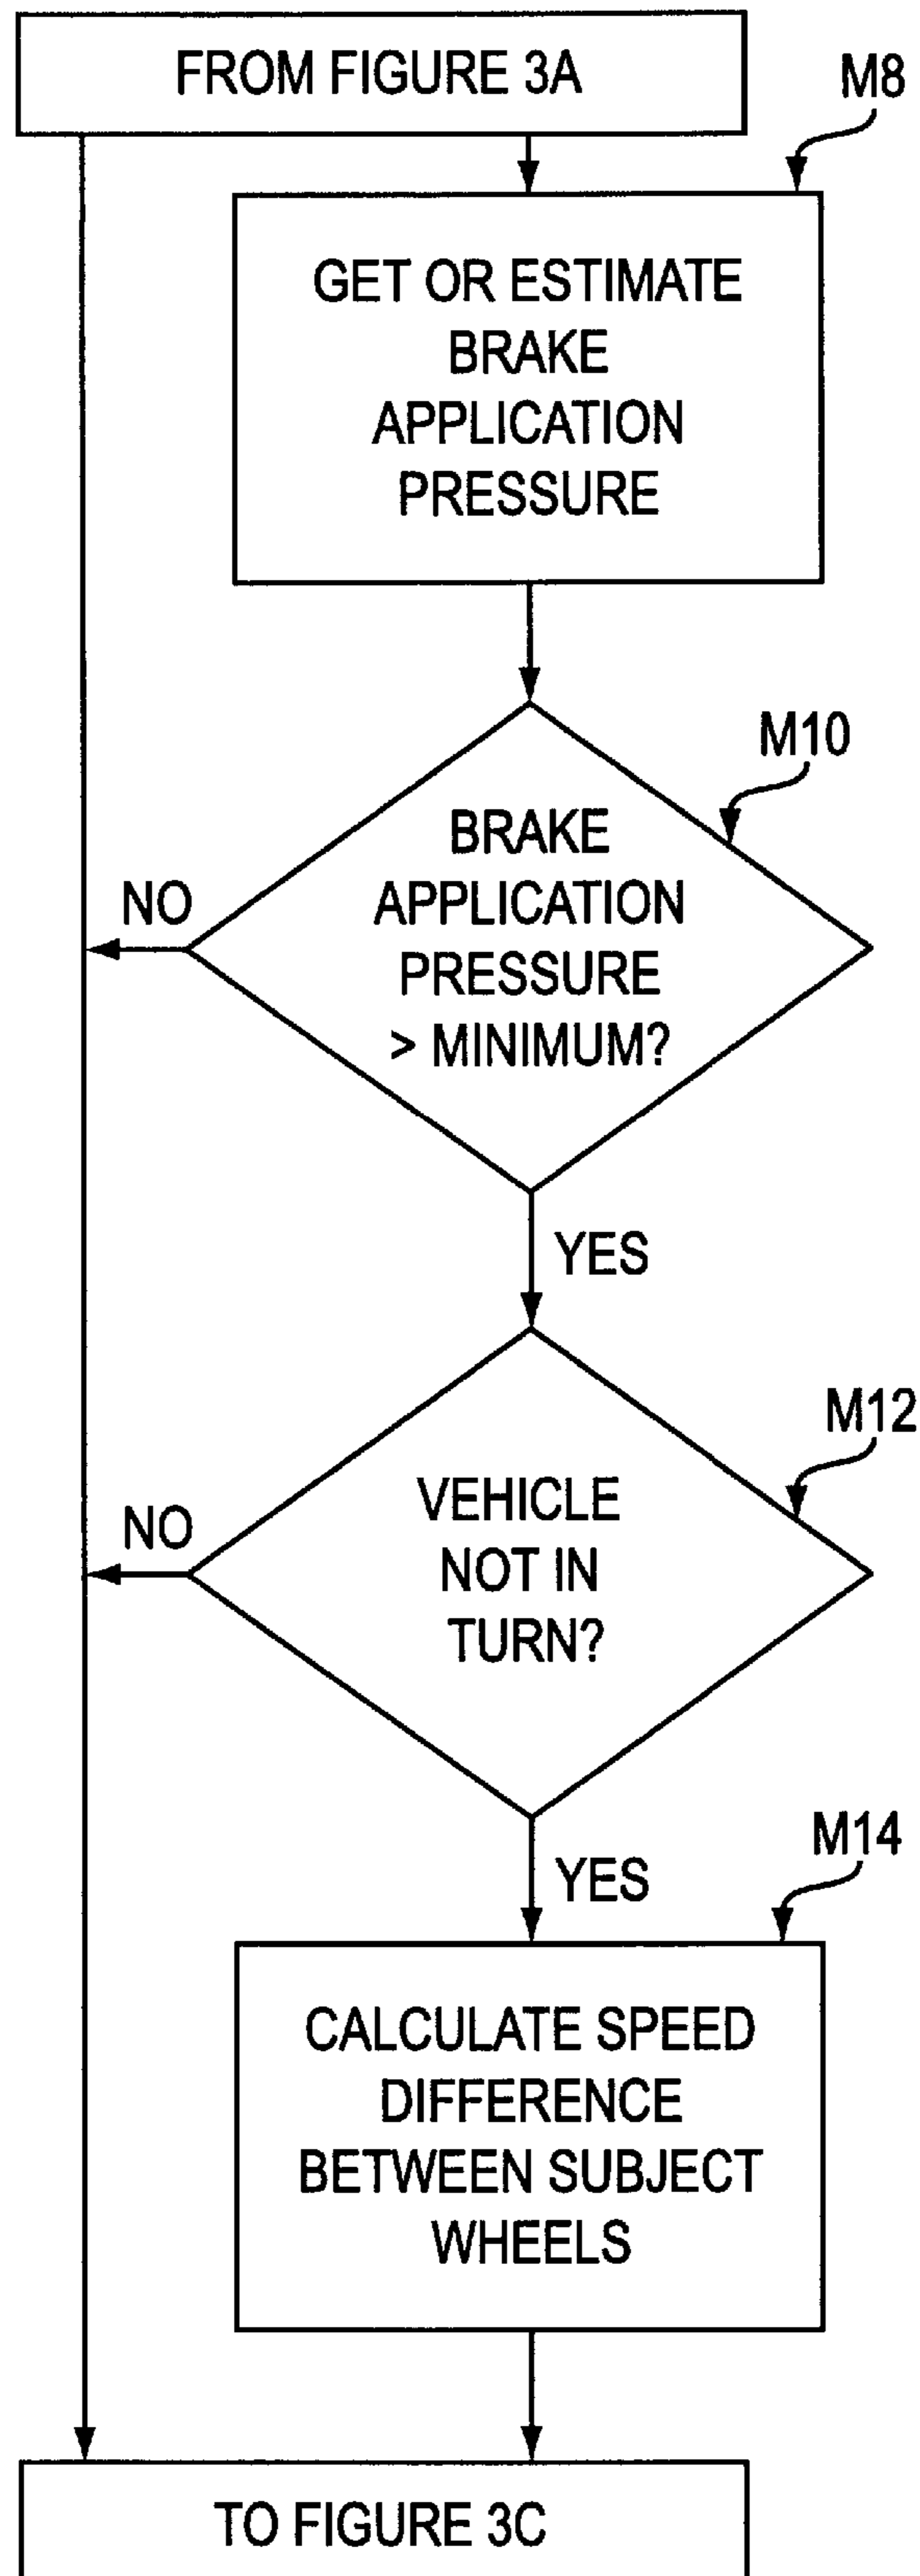 FROM FIGURE 3A
M8
GET OR ESTIMATE
BRAKE
APPLICATION
PRESSURE
M10
BRAKE
APPLICATION
PRESSURE
> MINIMUM?
NO
YES
M12
VEHICLE
NOT IN
TURN?
NO
YES
M14
CALCULATE SPEED
DIFFERENCE
BETWEEN SUBJECT
WHEELS
TO FIGURE 3C